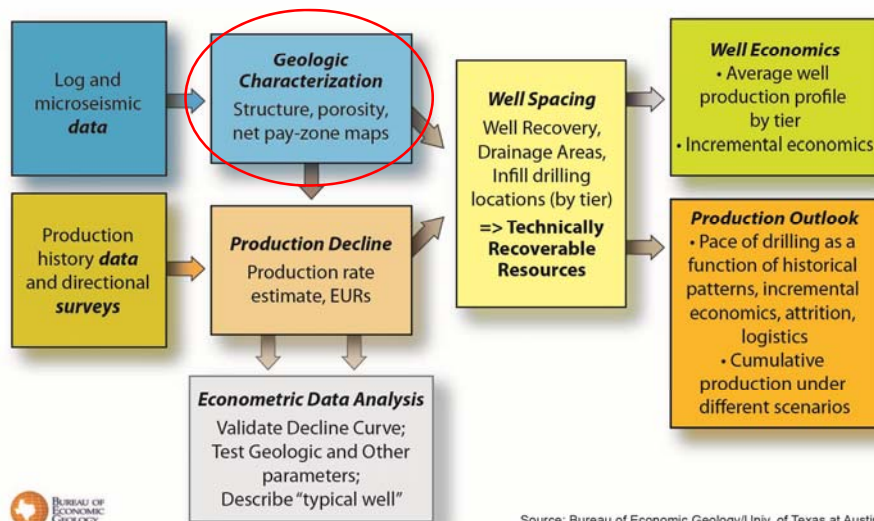 Log and
microseismic
data
Geologic
Characterization
Structure, porosity,
net pay-zone maps
Well Spacing
Well Recovery,
Drainage Areas,
Infill drilling
locations (by tier)
=> Technically
Recoverable
Resources
Well Economics
• Average well
production profile
by tier
• Incremental economics
Production history data
and directional
surveys
Production Decline
Production rate
estimate, EURs
Production Outlook
• Pace of drilling as a
function of historical
patterns, incremental
economics, attrition,
logistics
• Cumulative
production under
different scenarios
Econometric Data Analysis
Validate Decline Curve;
Test Geologic and Other
parameters;
Describe “typical well”
BUREAU OF
ECONOMIC
GEOLOGY
Source: Bureau of Economic Geology/Univ. of Texas at Austin